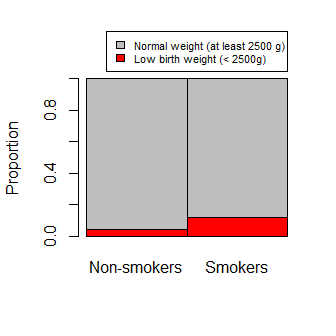 Normal weight (at least 2500 g)
Low birth weight (< 2500g)
Proportion
0.8
0.4
0.0
Non-smokers
Smokers